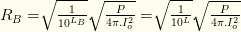 R_B = \sqrt{\frac{1}{10^{L_B}}} \sqrt{\frac{P}{4\pi . I_o^2}} = \sqrt{\frac{1}{10^L}} \sqrt{\frac{P}{4\pi . I_o^2}}